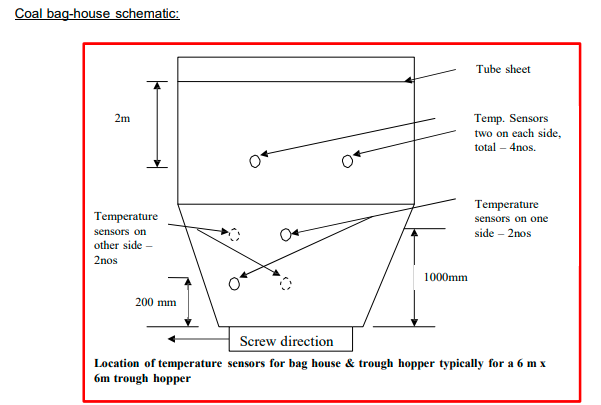 Coal bag-house schematic:
Tube sheet
2m
Temp. Sensors
two on each side,
total – 4nos.
Temperature
sensors on
other side –
2nos
Temperature
sensors on one
side – 2nos
1000mm
200 mm
Screw direction
Location of temperature sensors for bag house & trough hopper typically for a 6 m x
6m trough hopper